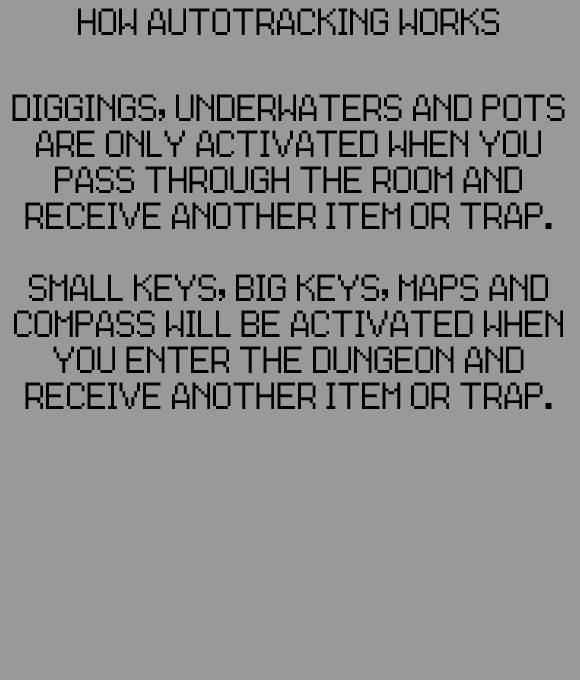 HOW AUTOTRACKING WORKS
DIGGINGS, UNDERWATERS AND POTS
ARE ONLY ACTIVATED WHEN YOU
PASS THROUGH THE ROOM AND
RECEIVE ANOTHER ITEM OR TRAP.
SMALL KEYS, BIG KEYS, MAPS AND
COMPASS WILL BE ACTIVATED WHEN
YOU ENTER THE DUNGEON AND
RECEIVE ANOTHER ITEM OR TRAP.